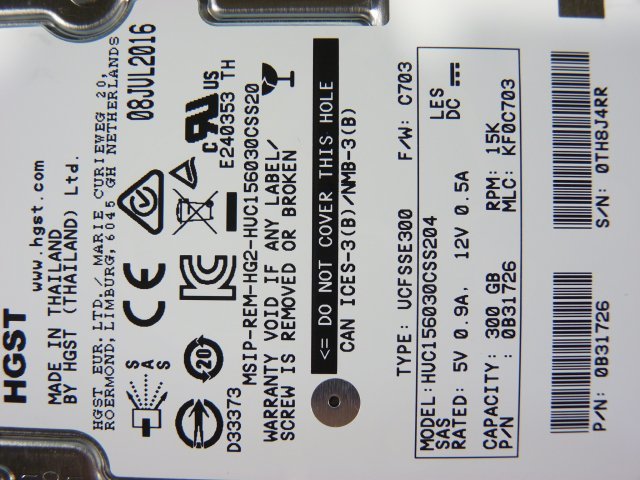 HGST
www.hgst.com
MADE IN THAILAND
BY HGST (THAILAND) Ltd.
HGST EUR, LTD./ MARIE CURIEWEG 20,
ROERMOND, LIMBURG, 6045 GH NETHERLANDS
08JUL2016
SAS
CE
c UL US
E240353 TH
20
D33373
MSIP-REM-HG2-HUC156030CSS20
WARRANTY VOID IF ANY LABEL/
SCREW IS REMOVED OR BROKEN
<= DO NOT COVER THIS HOLE
CAN ICES-3(B)/NMB-3(B)
TYPE: UCFSSE300 F/W: C703
MODEL: HUC156030CSS204
SAS LES
RATED: 5V 0.9A, 12V 0.5A DC
CAPACITY: 300 GB RPM: 15K
P/N : 0B31726 MLC: KF0C703
P/N: 0B31726 S/N: 0TH8J4RR